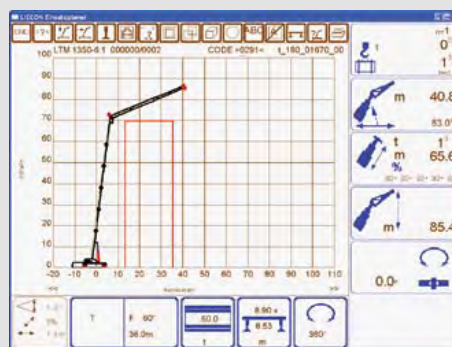 LICCON Einsatzplaner
LTM 1350-6.1 000000/0002 CODE >0291< t_180_01670_00
100
90
80
70
60
50
40
30
20
10
0
-20 -10 0 10 20 30 40 50 60 70 80 90 100 110
m 40.8
83.0°
t
m 65.6
%
m 85.4
0.0°
T F 60°
36.0m
60.0
t
8.90 x
8.53
m
360°